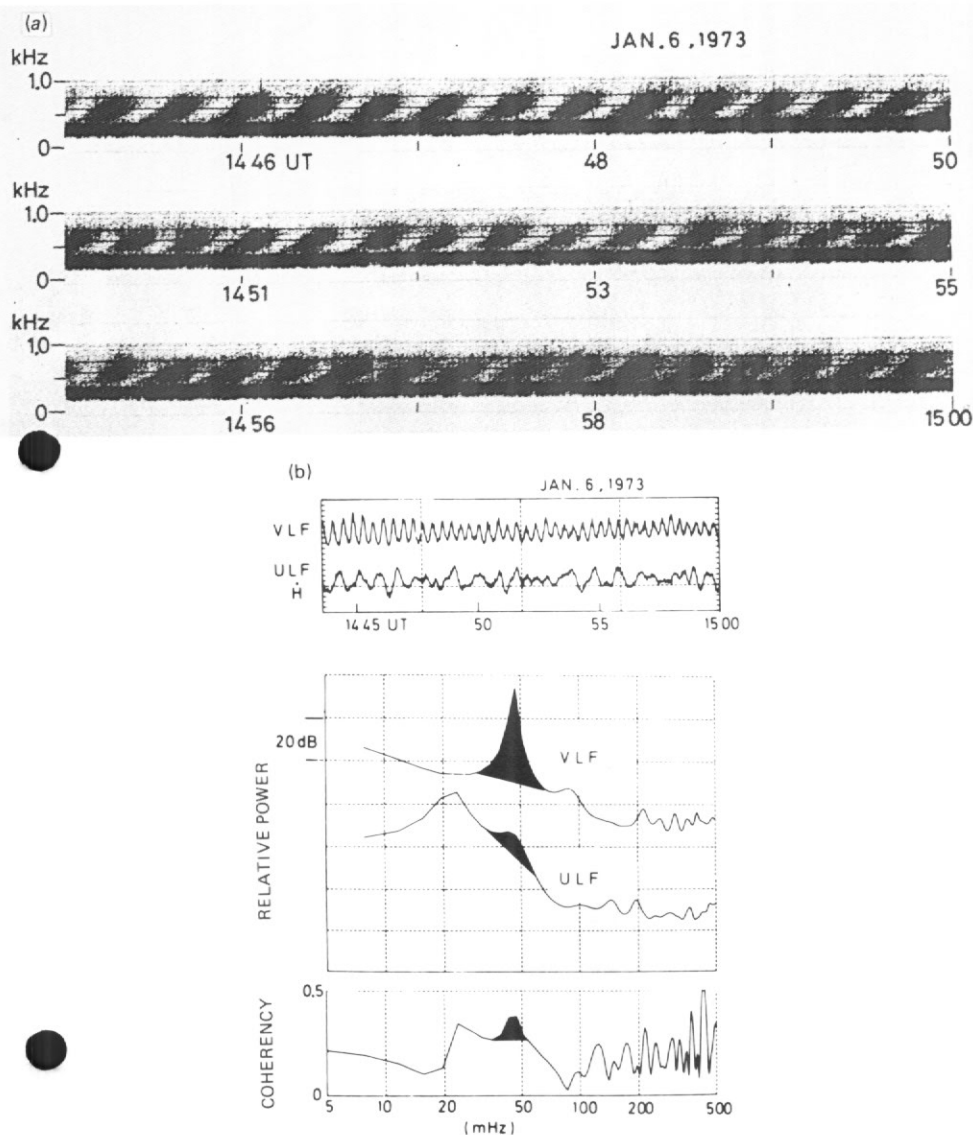 (a)
JAN. 6, 1973
kHz
1.0
0
14 46 UT 48 50
kHz
1.0
0
14 51 53 55
kHz
1.0
0
14 56 58 15 00
(b)
JAN. 6, 1973
VLF
ULF
Ḣ
14 45 UT 50 55 15 00
20dB
VLF
ULF
RELATIVE POWER
0.5
COHERENCY
0
5 10 20 50 100 200 500
(mHz)